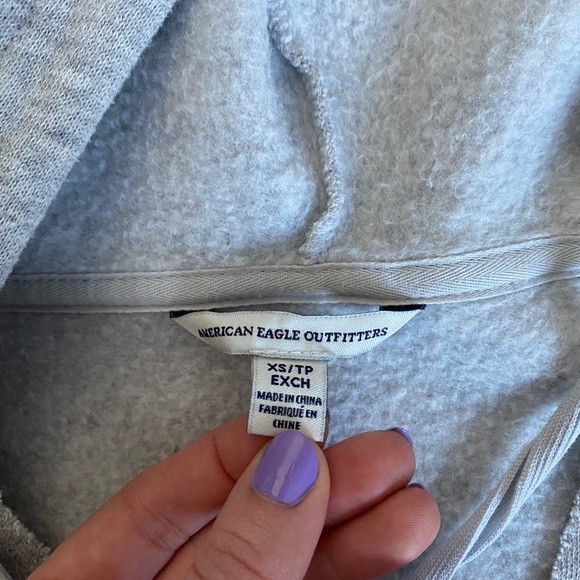 AMERICAN EAGLE OUTFITTERS
XS/TP
EXCH
MADE IN CHINA
FABRIQUÉ EN
CHINE